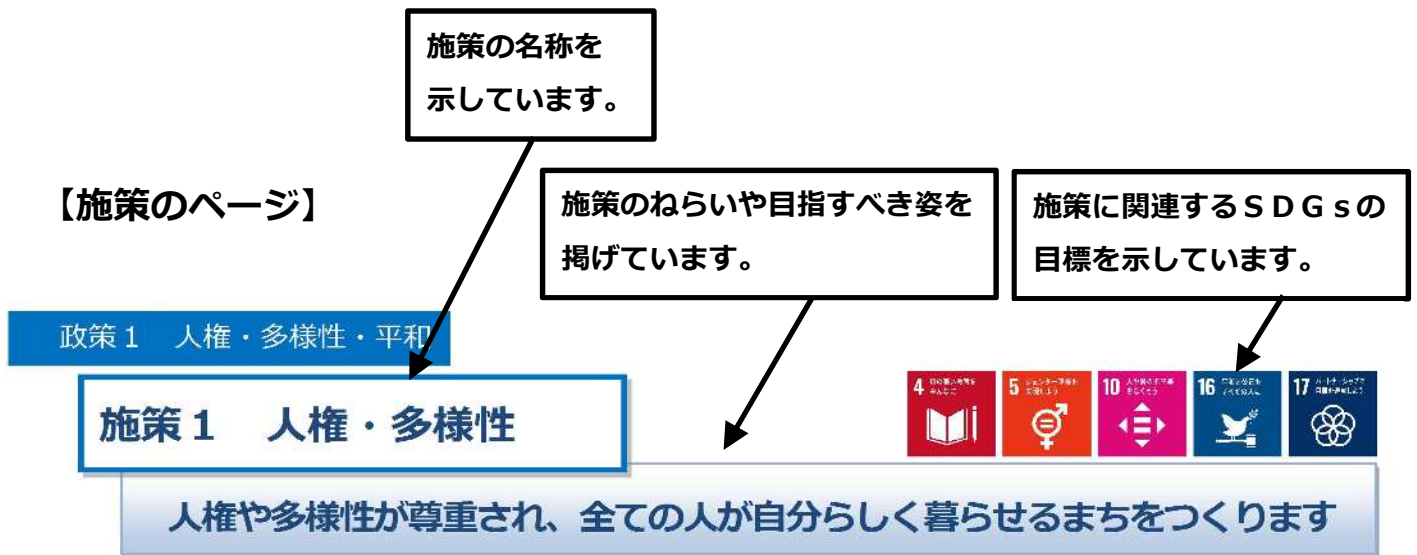 施策の名称を
示しています。
【施策のページ】
施策のねらいや目指すべき姿を
掲げています。
施策に関連するＳＤＧｓの
目標を示しています。
政策１　人権・多様性・平和
施策１　人権・多様性
4
5
10
16
17
人権や多様性が尊重され、全ての人が自分らしく暮らせるまちをつくります